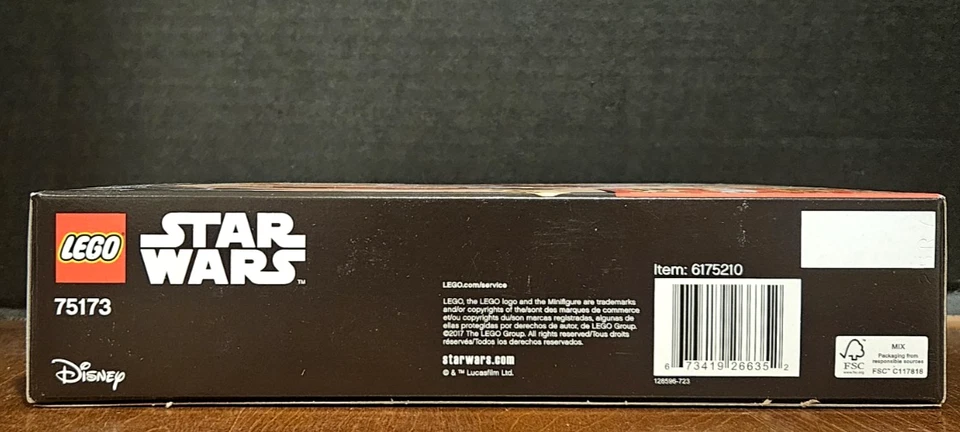 LEGO
STAR
WARS™
75173
Disney
LEGO.com/service
LEGO, the LEGO logo and the Minifigure are trademarks
and/or copyrights of the/sont des marques de commerce
et/ou copyrights du/son marcas registradas, algunas de
ellas protegidas por derechos de autor, de LEGO Group.
©2017 The LEGO Group. All rights reserved/Tous droits
réservés/Todos los derechos reservados.
starwars.com
© & ™ Lucasfilm Ltd.
Item: 6175210
6 73419 26635 2
128596-723
FSC
www.fsc.org
MIX
Packaging from
responsible sources
FSC™ C117818